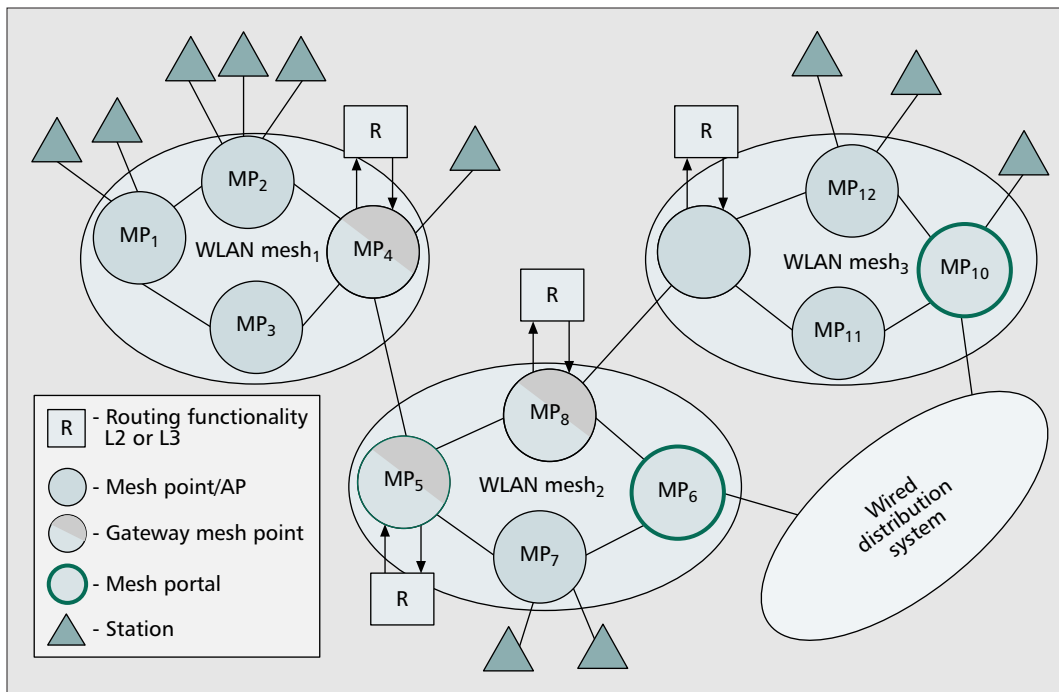 R
R
MP₂
MP₁₂
MP₁
WLAN mesh₁
MP₄
WLAN mesh₃
MP₁₀
R
MP₃
MP₁₁
MP₈
MP₅
WLAN mesh₂
MP₆
MP₇
R
Wired
distribution
system
R - Routing functionality
L2 or L3
- Mesh point/AP
- Gateway mesh point
- Mesh portal
- Station